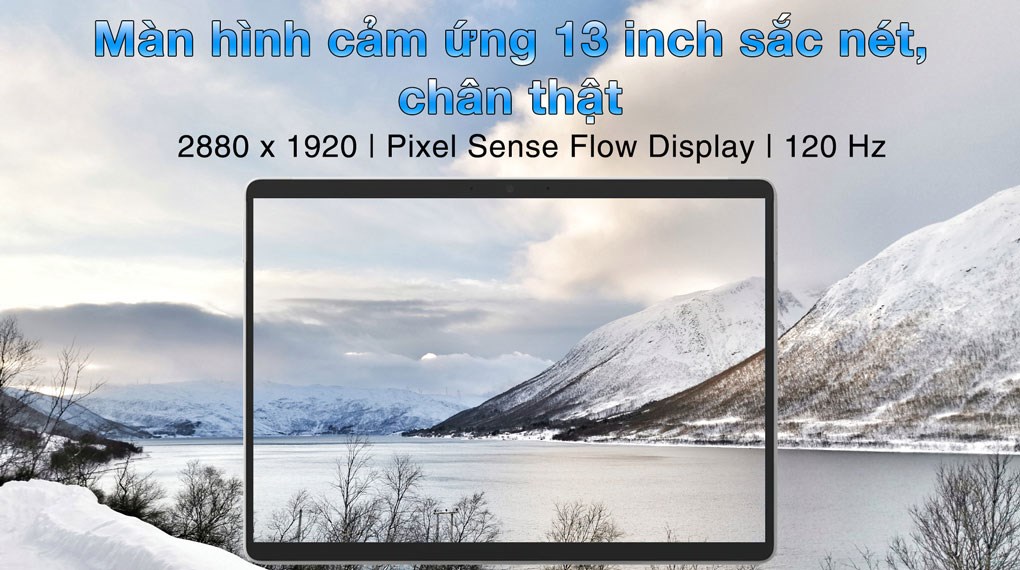 Màn hình cảm ứng 13 inch sắc nét,
chân thật
2880 x 1920 | Pixel Sense Flow Display | 120 Hz